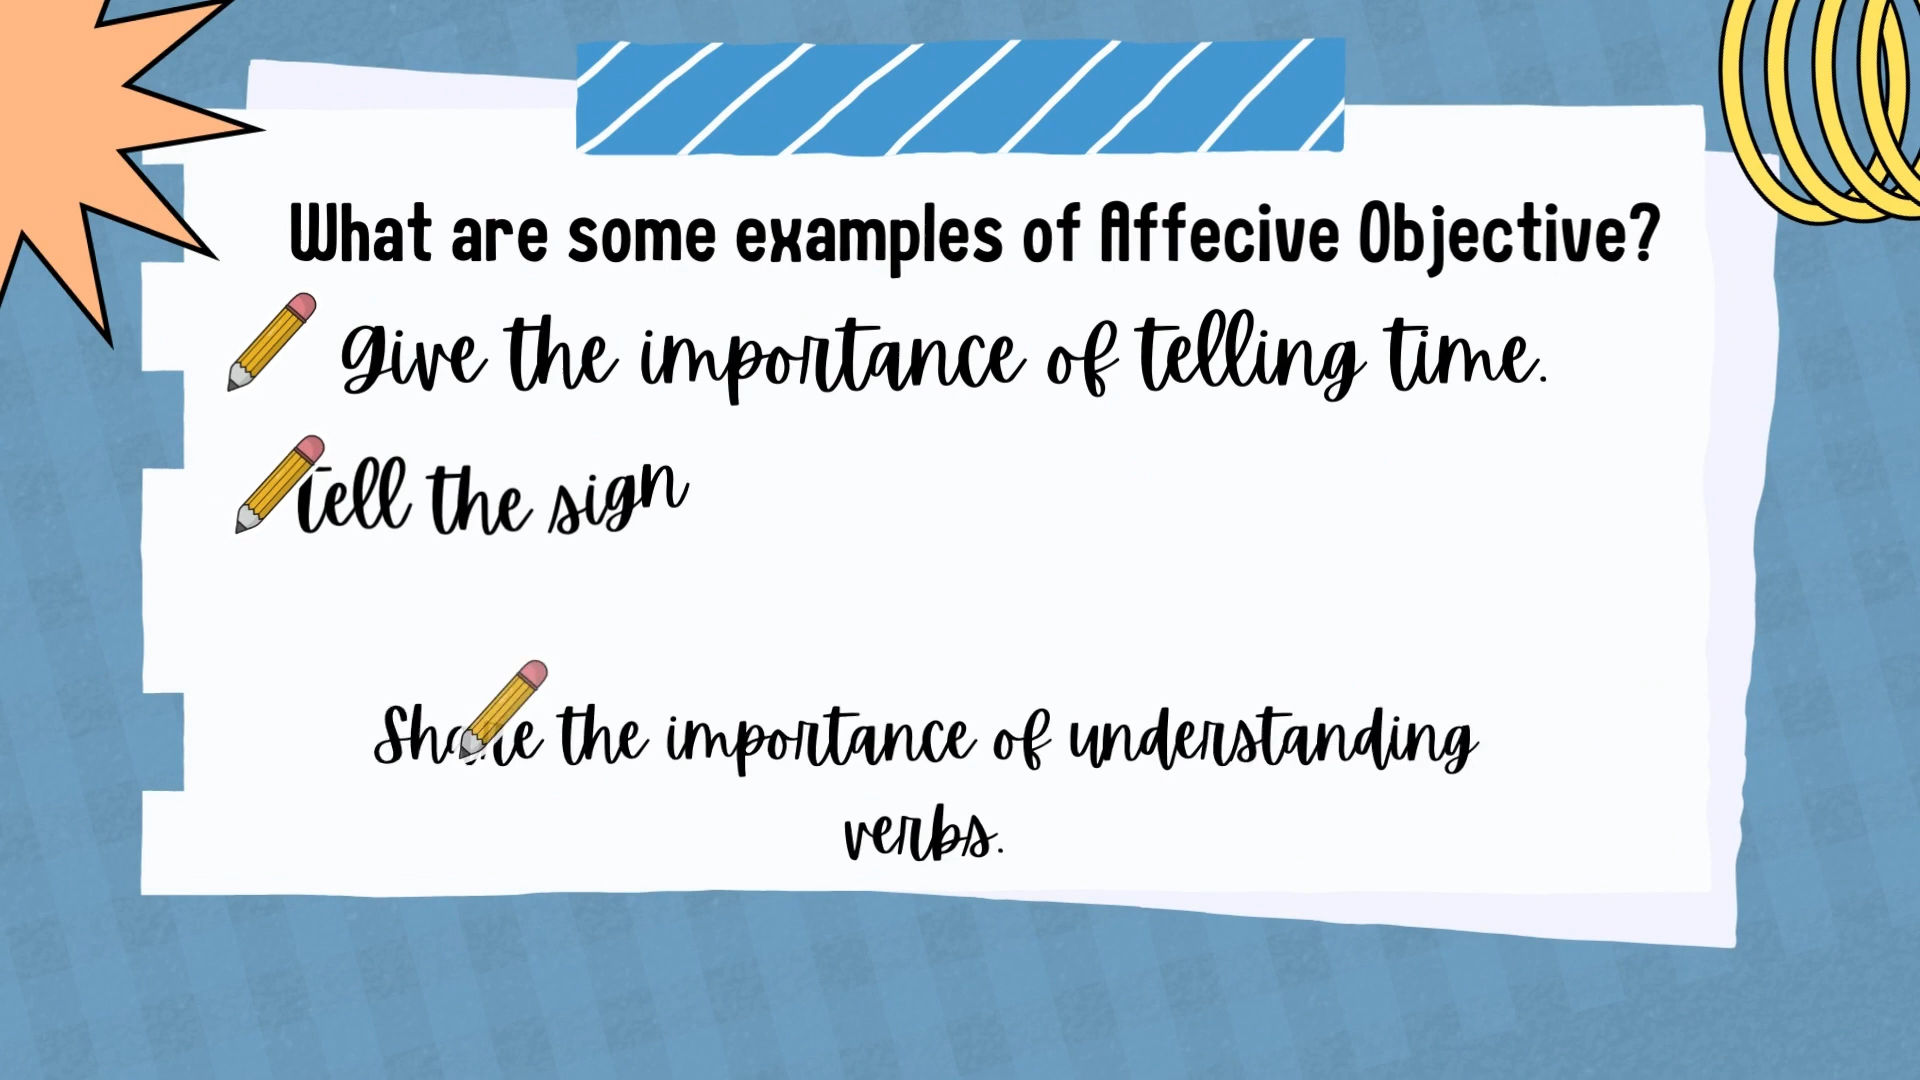 What are some examples of Affecive Objective?
Give the importance of telling time.
Tell the sign
Share the importance of understanding
verbs.